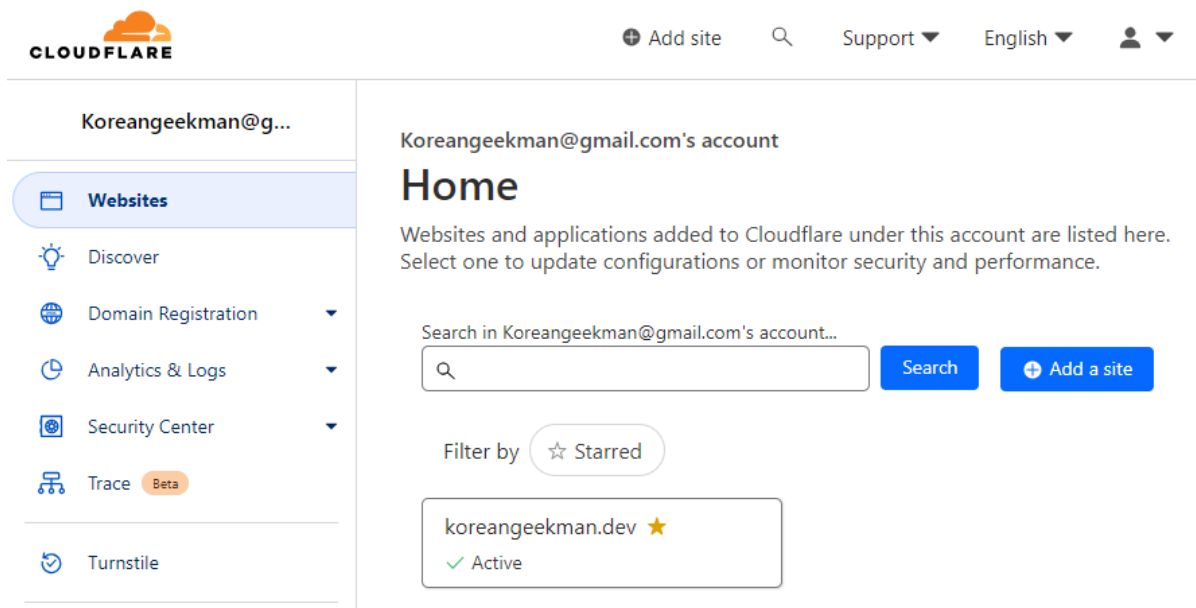 CLOUDFLARE
Add site
Support
English
Koreangeekman@g...
Websites
Discover
Domain Registration
Analytics & Logs
Security Center
Trace Beta
Turnstile
Koreangeekman@gmail.com's account
Home
Websites and applications added to Cloudflare under this account are listed here.
Select one to update configurations or monitor security and performance.
Search in Koreangeekman@gmail.com's account...
Search
Add a site
Filter by Starred
koreangeekman.dev
Active